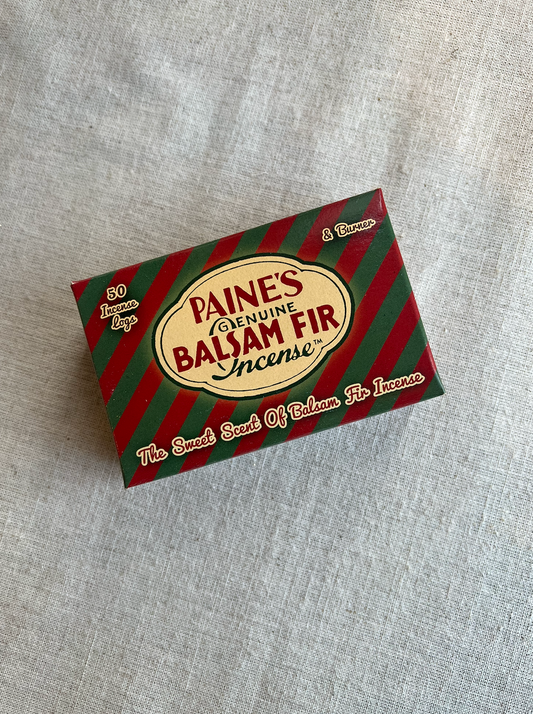 & Burner
50
Incense
logs
PAINE'S
GENUINE
BALSAM FIR
Incense™
The Sweet Scent Of Balsam Fir Incense